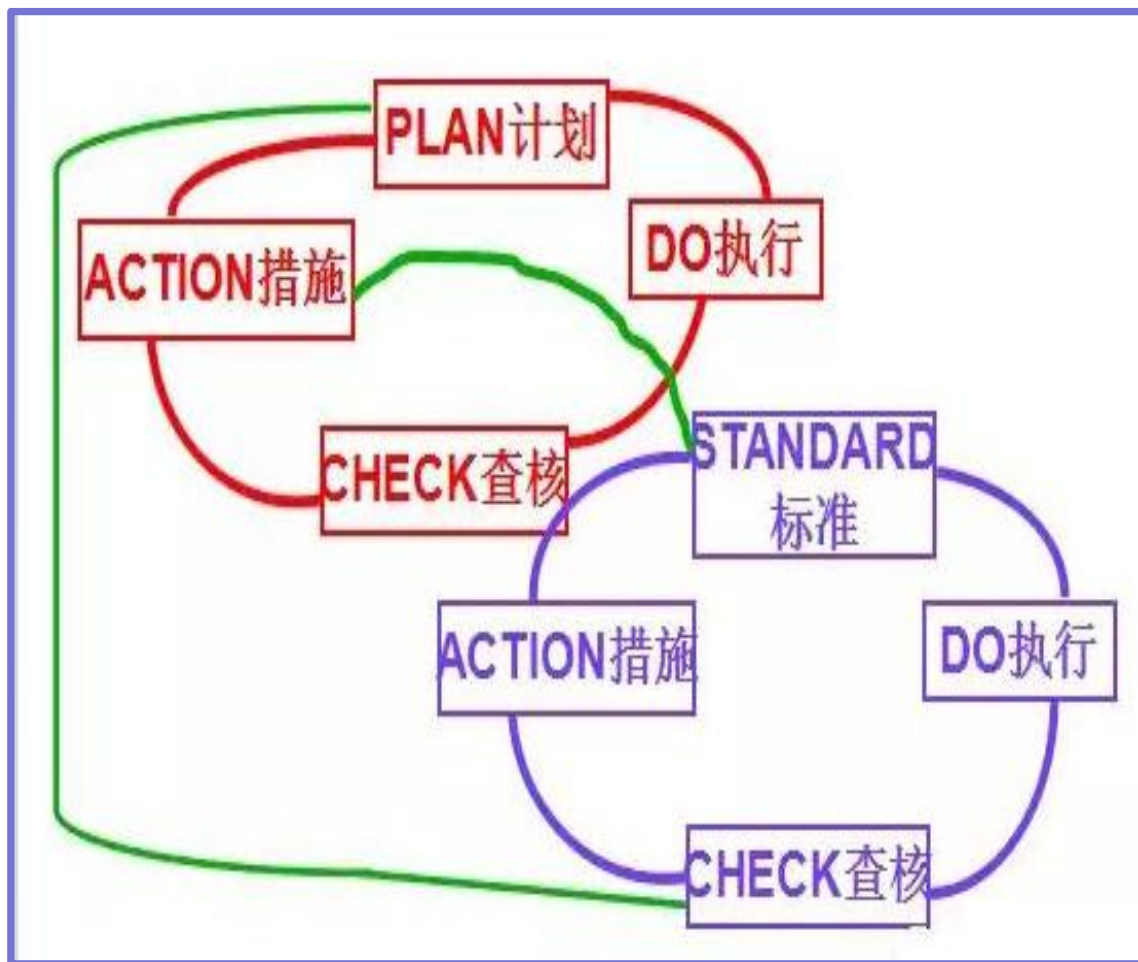 PLAN计划
DO执行
ACTION措施
CHECK查核
STANDARD
标准
ACTION措施
DO执行
CHECK查核